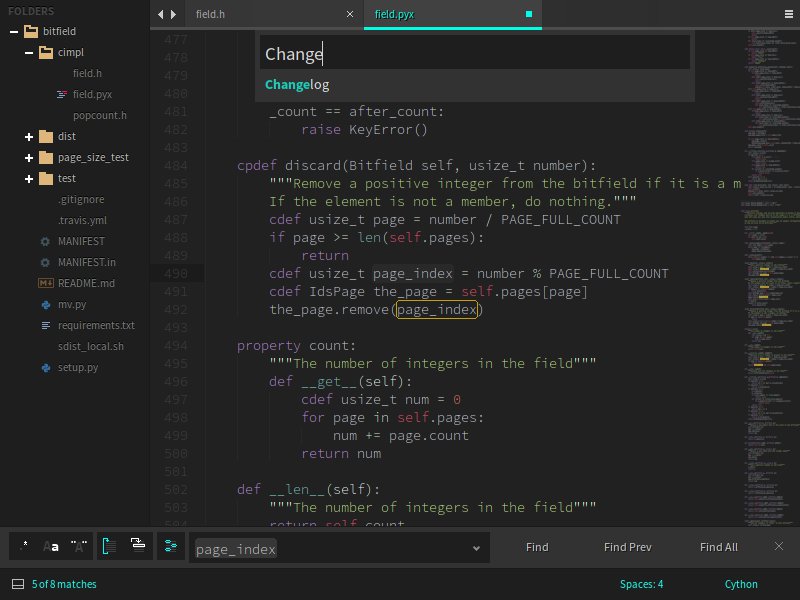 FOLDERS
bitfield
cimpl
field.h
field.pyx
popcount.h
dist
page_size_test
test
.gitignore
.travis.yml
MANIFEST
MANIFEST.in
README.md
mv.py
requirements.txt
sdist_local.sh
setup.py
field.h
field.pyx
Change
Changelog
477
478
479
480
481 _count == after_count:
482 raise KeyError()
483
484 cpdef discard(Bitfield self, usize_t number):
485 """Remove a positive integer from the bitfield if it is a m
486 If the element is not a member, do nothing."""
487 cdef usize_t page = number / PAGE_FULL_COUNT
488 if page >= len(self.pages):
489 return
490 cdef usize_t page_index = number % PAGE_FULL_COUNT
491 cdef IdsPage the_page = self.pages[page]
492 the_page.remove(page_index)
493
494 property count:
495 """The number of integers in the field"""
496 def __get__(self):
497 cdef usize_t num = 0
498 for page in self.pages:
499 num += page.count
500 return num
501
502 def __len__(self):
503 """The number of integers in the field"""
504 return self.count
.* Aa "A"
page_index
Find
Find Prev
Find All
5 of 8 matches
Spaces: 4
Cython